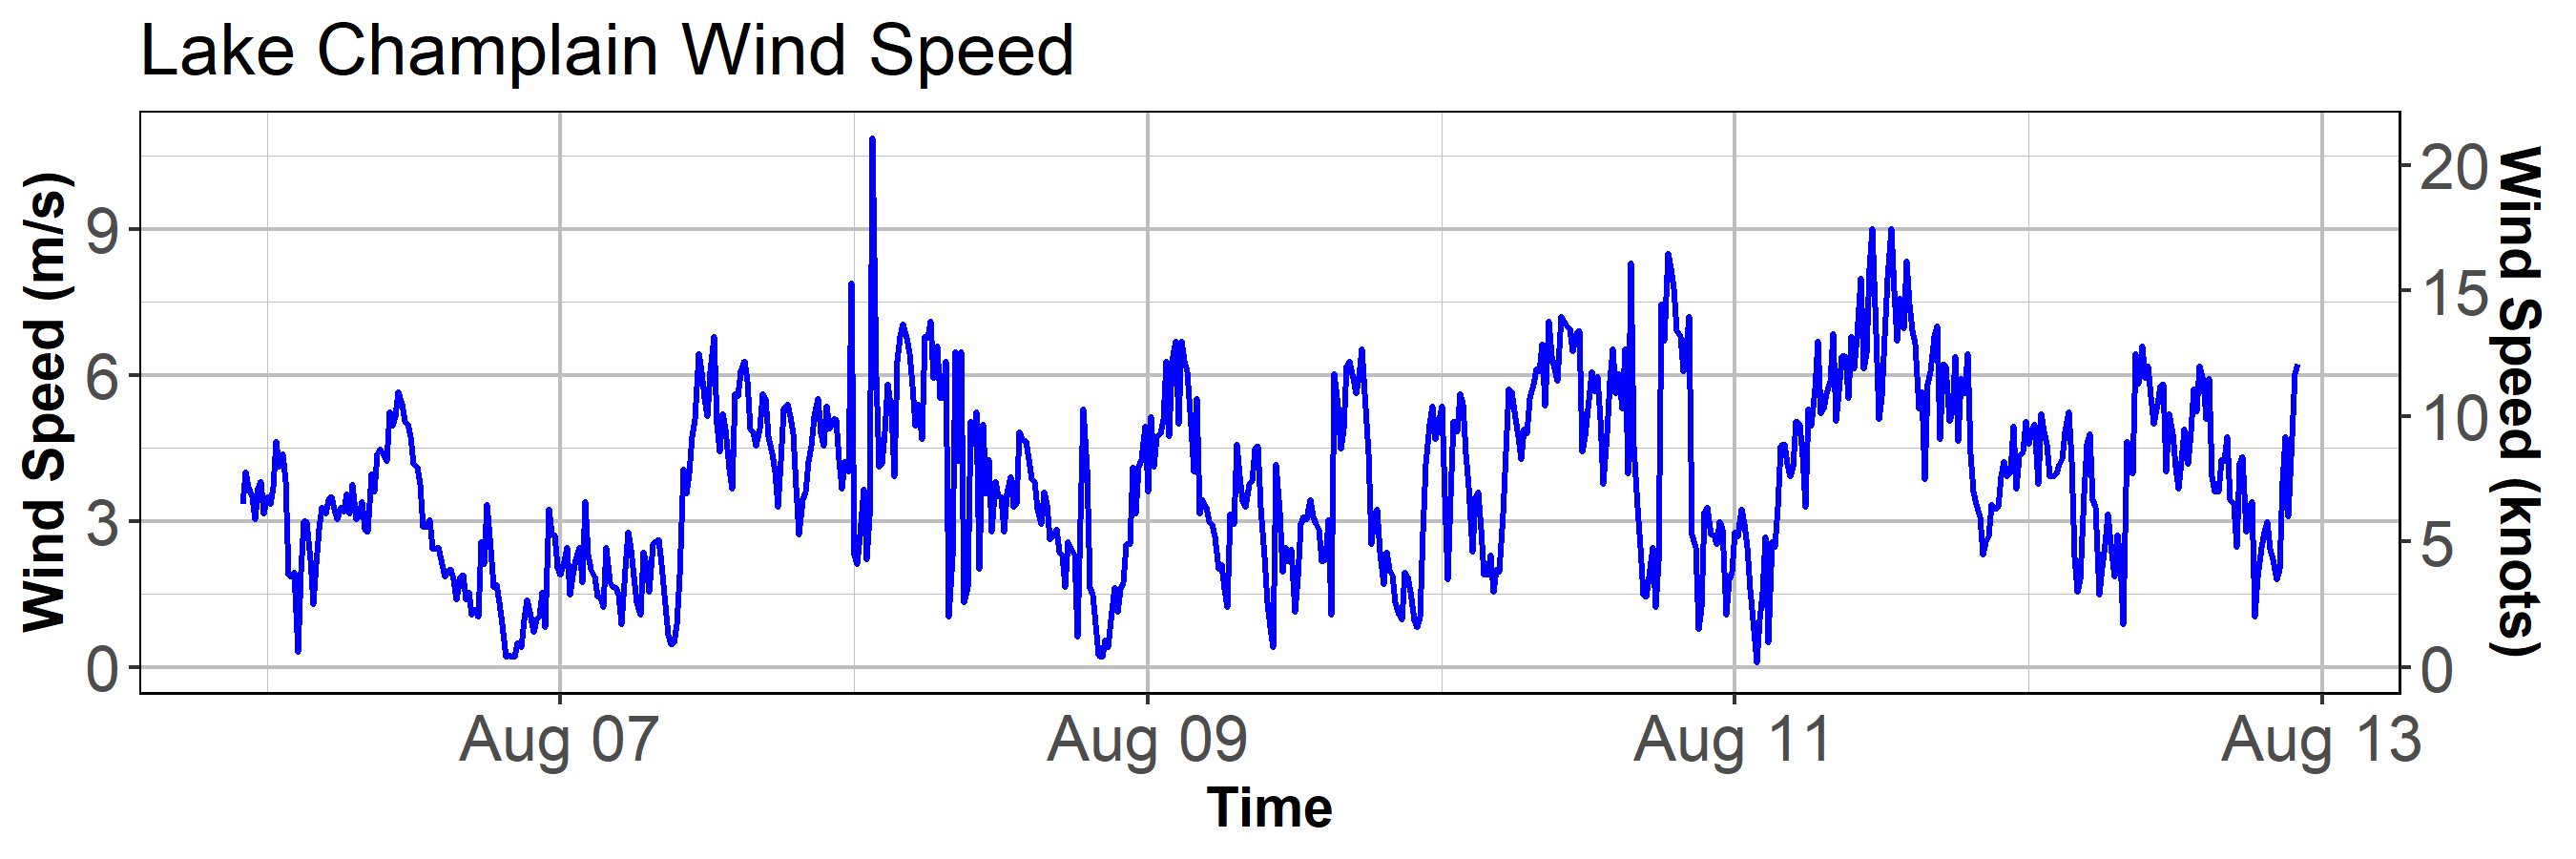 Lake Champlain Wind Speed
Wind Speed (m/s)
9
6
3
0
20
15
10
5
0
Wind Speed (knots)
Aug 07
Aug 09
Aug 11
Aug 13
Time